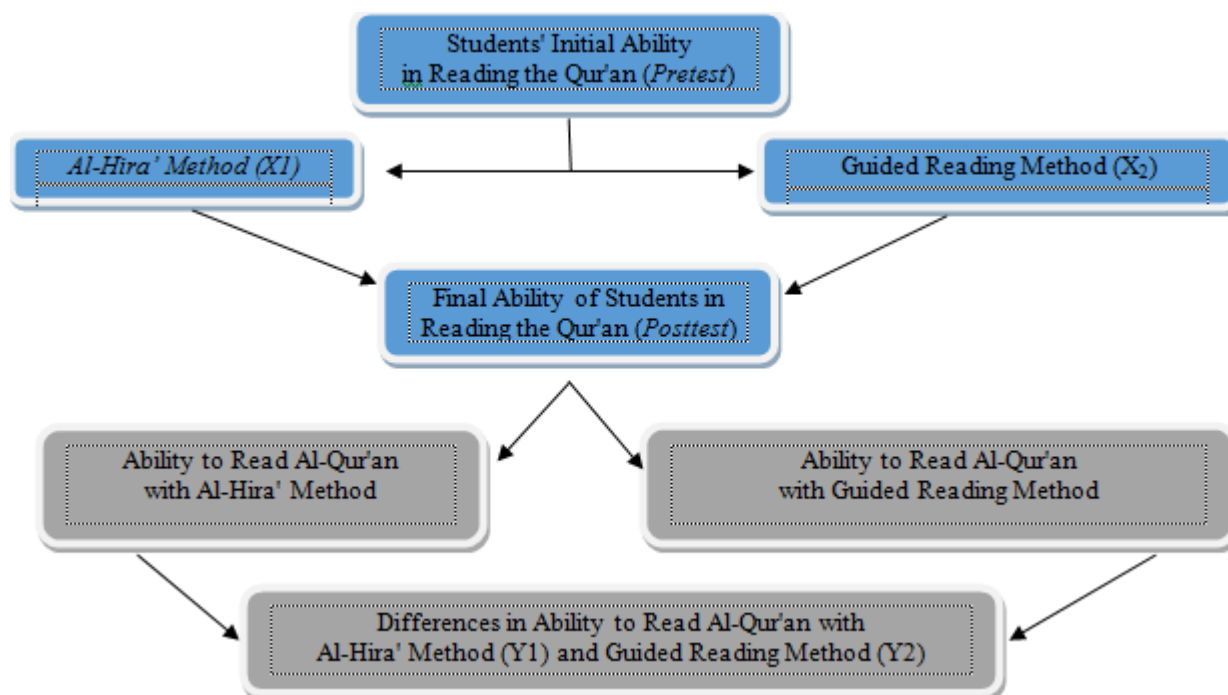 Students' Initial Ability
in Reading the Qur'an (Pretest)
Al-Hira' Method (X1)
Guided Reading Method (X₂)
Final Ability of Students in
Reading the Qur'an (Posttest)
Ability to Read Al-Qur'an
with Al-Hira' Method
Ability to Read Al-Qur'an
with Guided Reading Method
Differences in Ability to Read Al-Qur'an with
Al-Hira' Method (Y1) and Guided Reading Method (Y2)